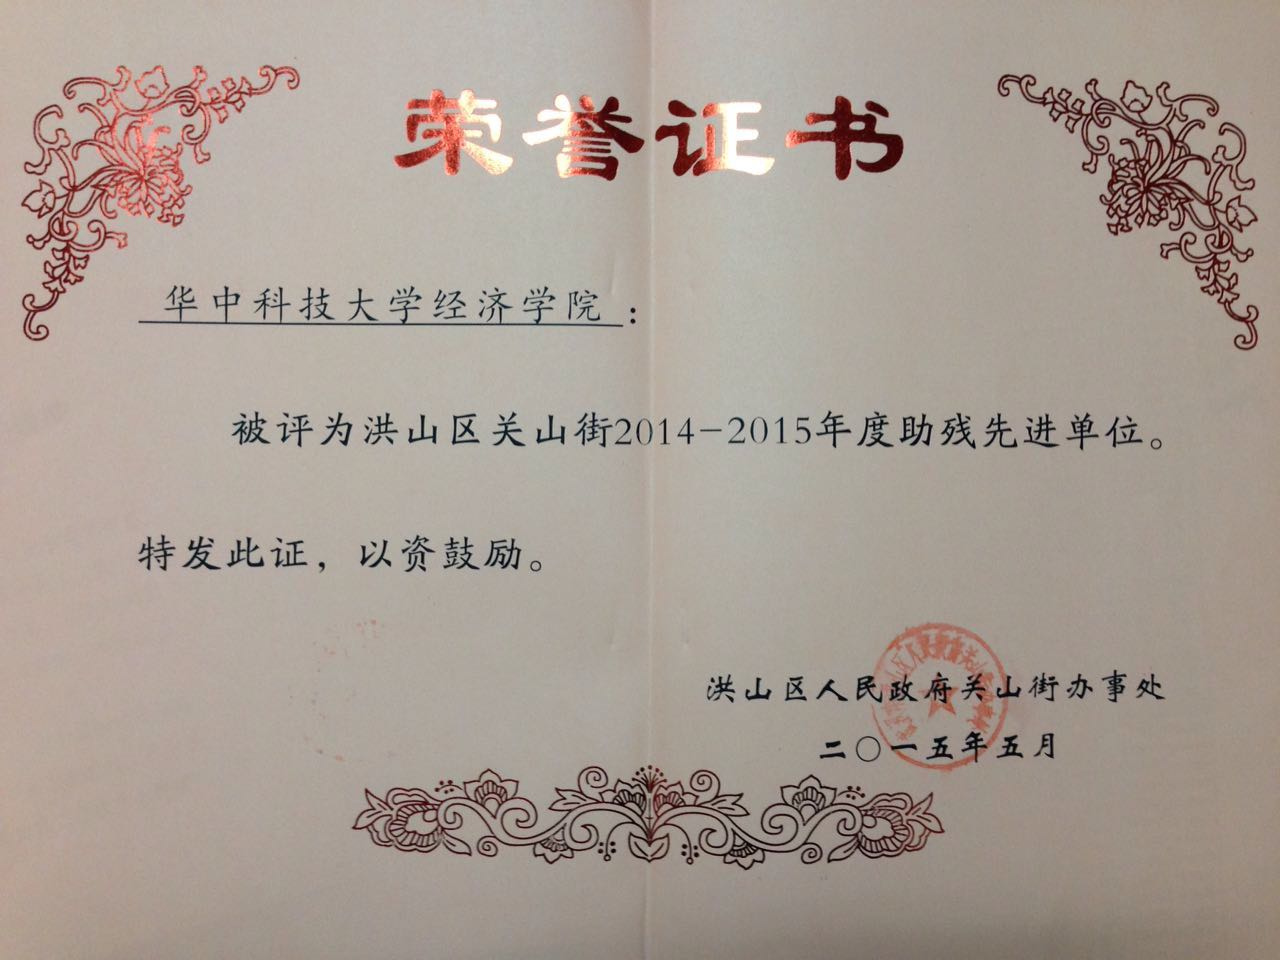 荣誉证书
华中科技大学经济学院：
被评为洪山区关山街2014-2015年度助残先进单位。
特发此证，以资鼓励。
洪山区人民政府关山街办事处
二〇一五年五月